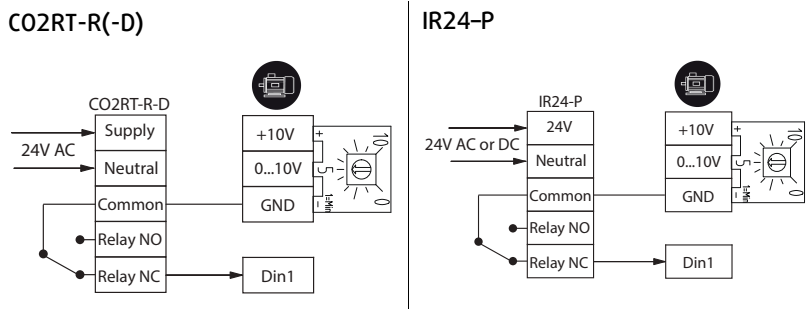 CO2RT-R(-D)
CO2RT-R-D
Supply
24V AC
Neutral
Common
Relay NO
Relay NC
+10V
0...10V
GND
Din1
+
-
10
5
0
1=Min
IR24-P
IR24-P
24V
24V AC or DC
Neutral
Common
Relay NO
Relay NC
+10V
0...10V
GND
Din1
+
-
10
5
0
1=Min